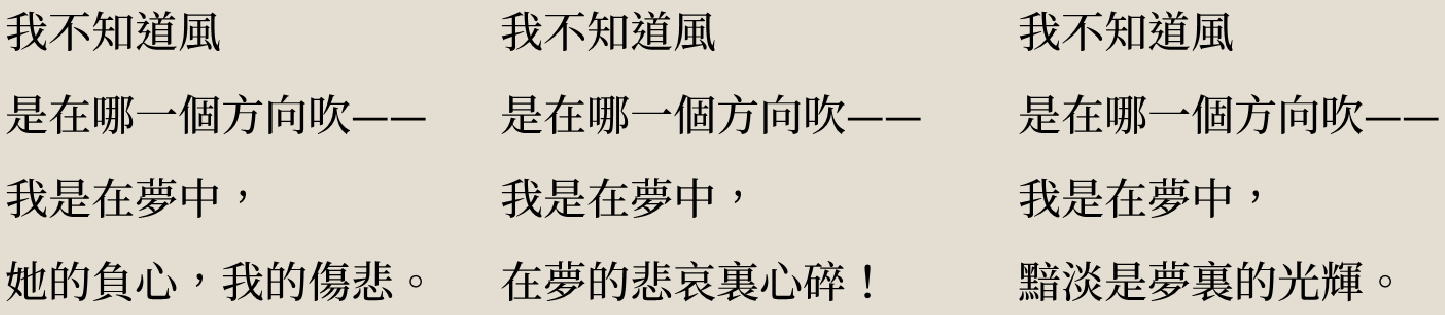 我不知道風
是在哪一個方向吹——
我是在夢中，
她的負心，我的傷悲。
我不知道風
是在哪一個方向吹——
我是在夢中，
在夢的悲哀裏心碎！
我不知道風
是在哪一個方向吹——
我是在夢中，
黯淡是夢裏的光輝。